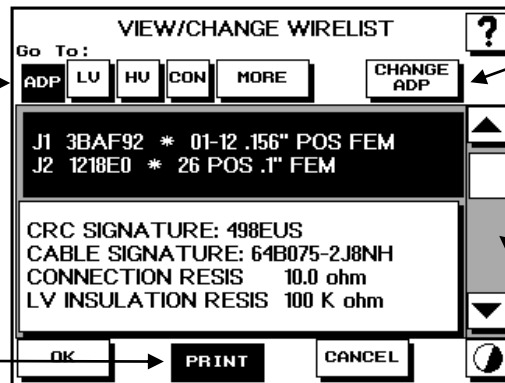 VIEW/CHANGE WIRELIST
?
Go To:
ADP LV HV CON MORE CHANGE ADP
J1 3BAF92 * 01-12 .156" POS FEM
J2 1218E0 * 26 POS .1" FEM
CRC SIGNATURE: 498EUS
CABLE SIGNATURE: 64B075-2J8NH
CONNECTION RESIS 10.0 ohm
LV INSULATION RESIS 100 K ohm
OK PRINT CANCEL